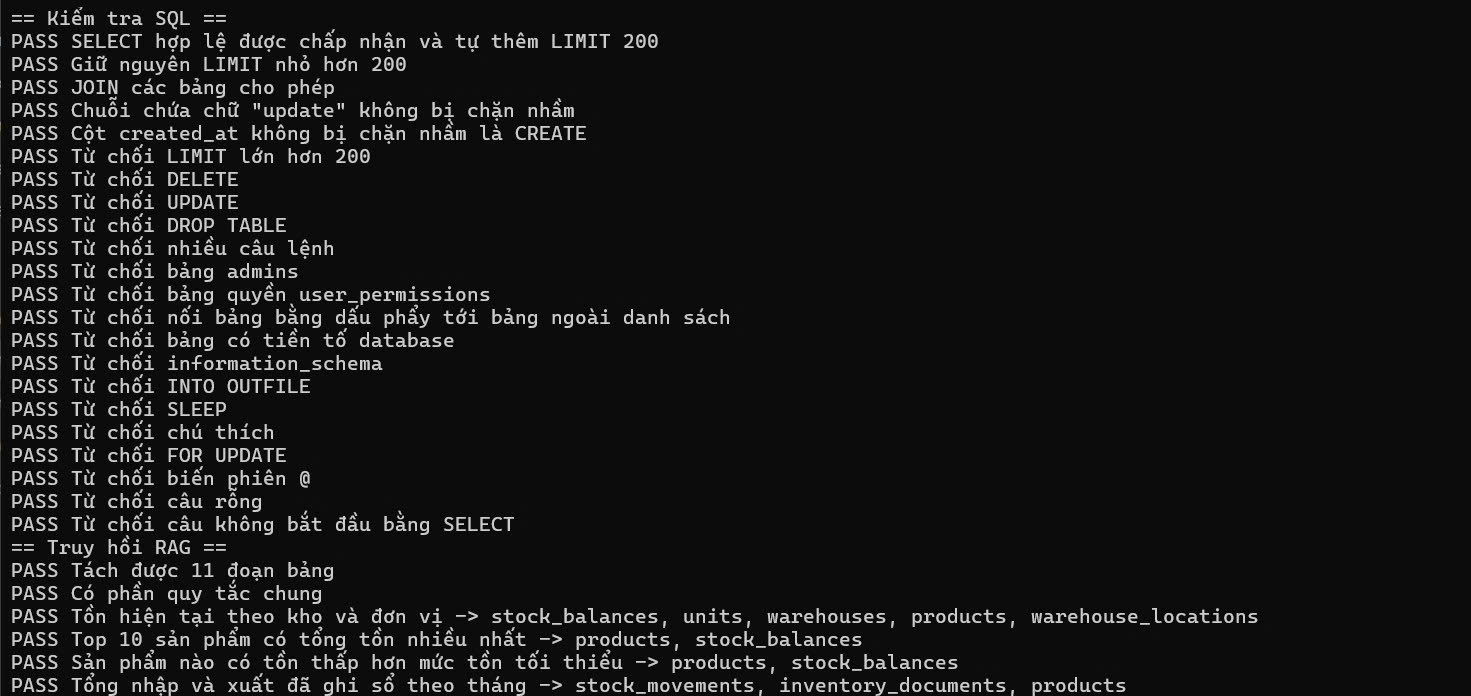 == Kiểm tra SQL ==
PASS SELECT hợp lệ được chấp nhận và tự thêm LIMIT 200
PASS Giữ nguyên LIMIT nhỏ hơn 200
PASS JOIN các bảng cho phép
PASS Chuỗi chứa chữ "update" không bị chặn nhầm
PASS Cột created_at không bị chặn nhầm là CREATE
PASS Từ chối LIMIT lớn hơn 200
PASS Từ chối DELETE
PASS Từ chối UPDATE
PASS Từ chối DROP TABLE
PASS Từ chối nhiều câu lệnh
PASS Từ chối bảng admins
PASS Từ chối bảng quyền user_permissions
PASS Từ chối nối bảng bằng dấu phẩy tới bảng ngoài danh sách
PASS Từ chối bảng có tiền tố database
PASS Từ chối information_schema
PASS Từ chối INTO OUTFILE
PASS Từ chối SLEEP
PASS Từ chối chú thích
PASS Từ chối FOR UPDATE
PASS Từ chối biến phiên @
PASS Từ chối câu rỗng
PASS Từ chối câu không bắt đầu bằng SELECT
== Truy hồi RAG ==
PASS Tách được 11 đoạn bảng
PASS Có phần quy tắc chung
PASS Tồn hiện tại theo kho và đơn vị -> stock_balances, units, warehouses, products, warehouse_locations
PASS Top 10 sản phẩm có tổng tồn nhiều nhất -> products, stock_balances
PASS Sản phẩm nào có tồn thấp hơn mức tồn tối thiểu -> products, stock_balances
PASS Tổng nhập và xuất đã ghi sổ theo tháng -> stock_movements, inventory_documents, products